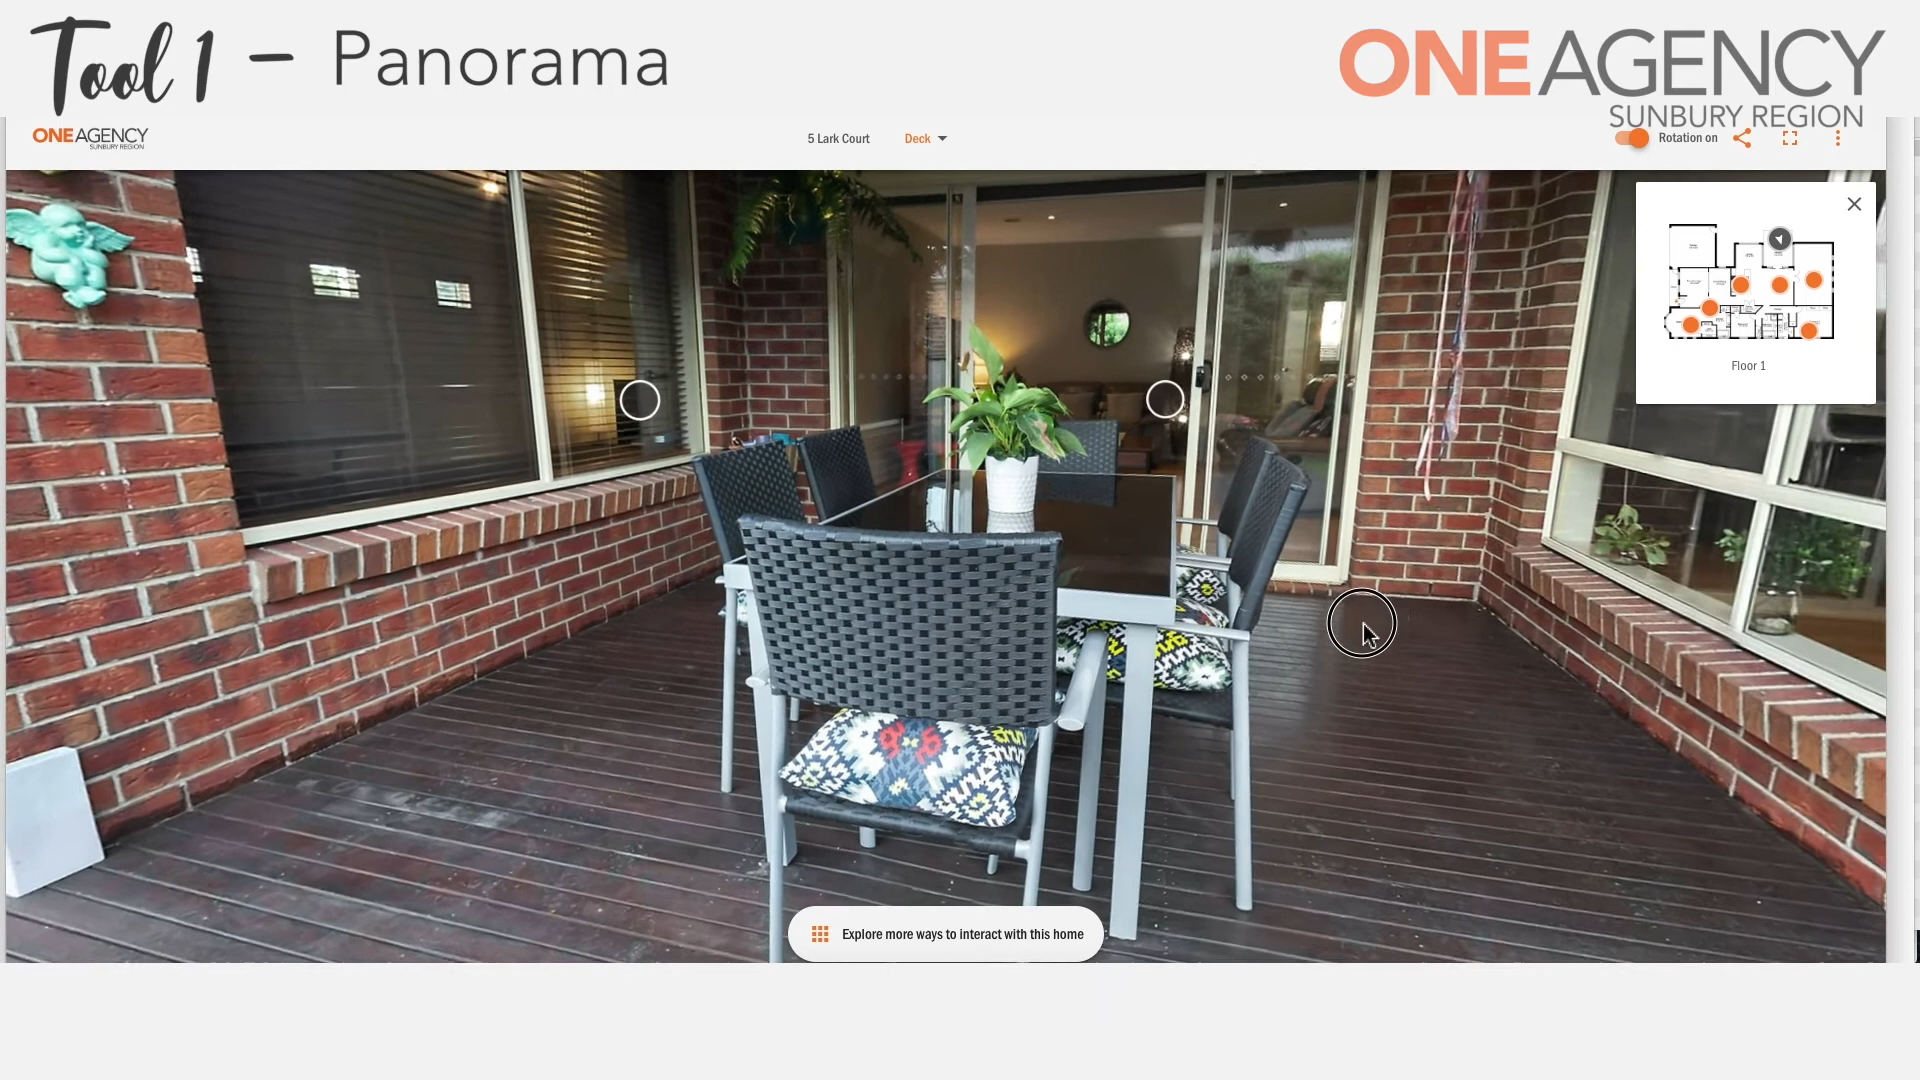 Tool 1 – Panorama
ONEAGENCY
SUNBURY REGION
ONEAGENCY
SUNBURY REGION
5 Lark Court
Deck
Rotation on
Floor 1
Explore more ways to interact with this home